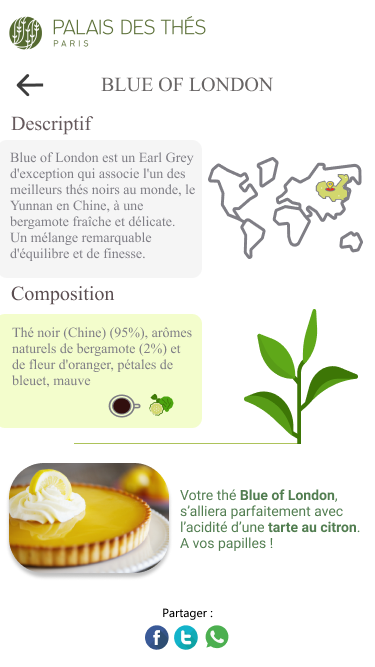 PALAIS DES THÉS
PARIS
BLUE OF LONDON
Descriptif
Blue of London est un Earl Grey
d'exception qui associe l'un des
meilleurs thés noirs au monde, le
Yunnan en Chine, à une
bergamote fraîche et délicate.
Un mélange remarquable
d'équilibre et de finesse.
Composition
Thé noir (Chine) (95%), arômes
naturels de bergamote (2%) et
de fleur d'oranger, pétales de
bleuet, mauve
Votre thé Blue of London,
s'alliera parfaitement avec
l'acidité d'une tarte au citron.
A vos papilles !
Partager :